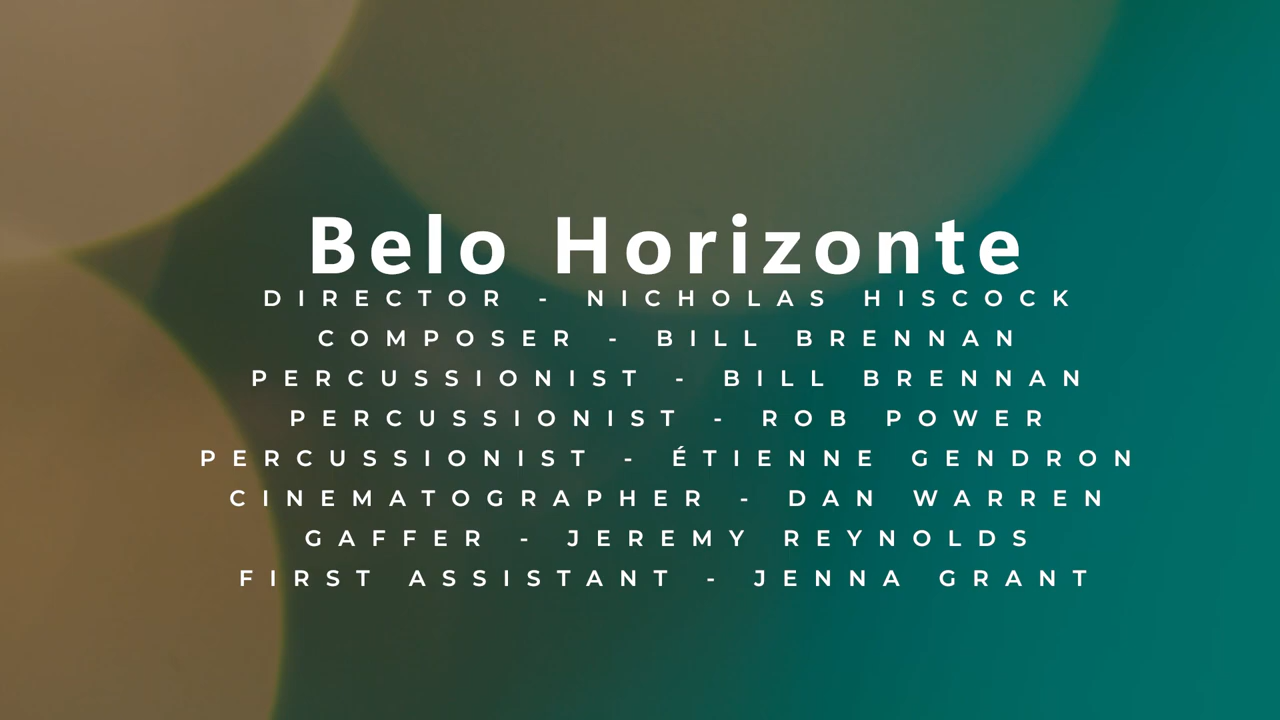 Belo Horizonte
DIRECTOR - NICHOLAS HISCOCK
COMPOSER - BILL BRENNAN
PERCUSSIONIST - BILL BRENNAN
PERCUSSIONIST - ROB POWER
PERCUSSIONIST - ÉTIENNE GENDRON
CINEMATOGRAPHER - DAN WARREN
GAFFER - JEREMY REYNOLDS
FIRST ASSISTANT - JENNA GRANT